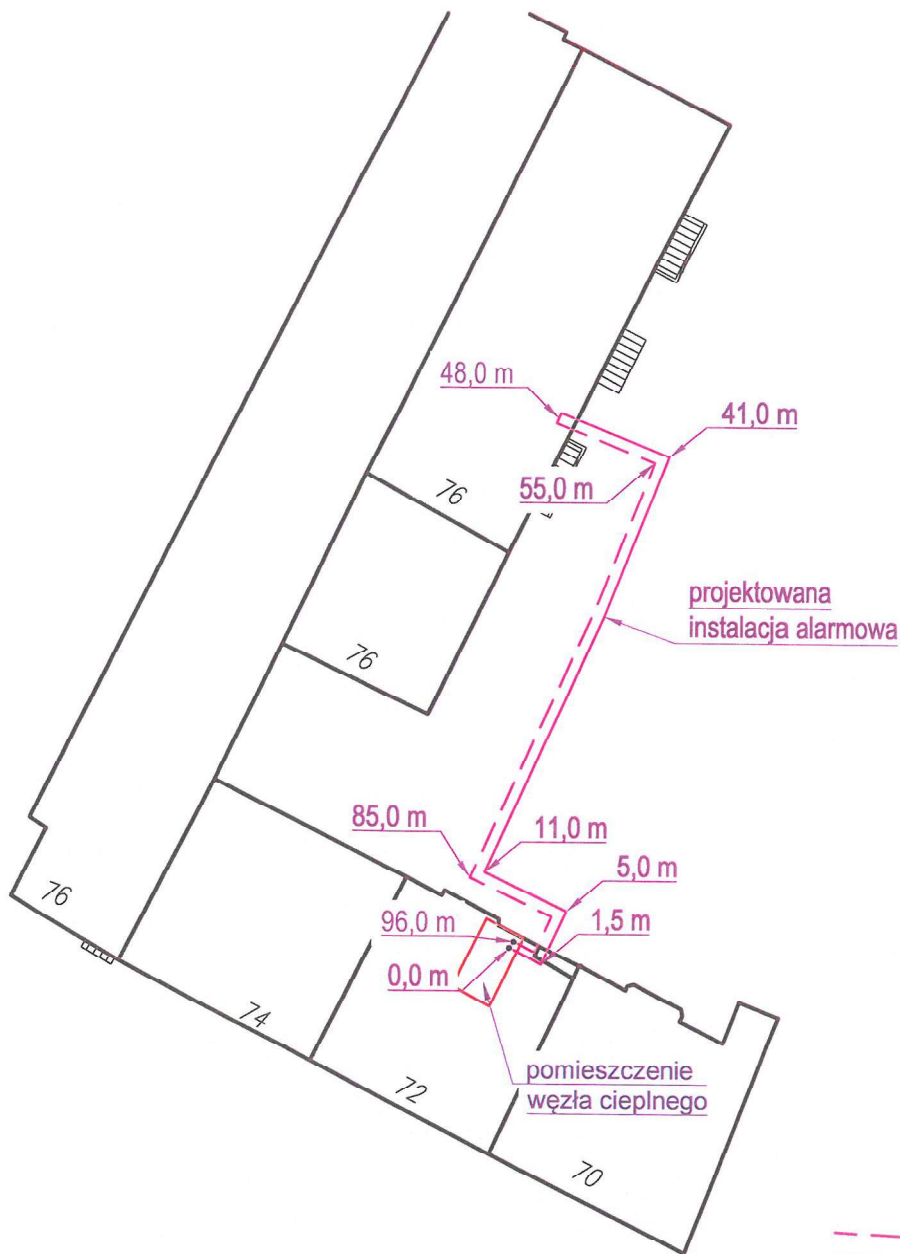 48,0 m
41,0 m
55,0 m
76
projektowana
instalacja alarmowa
76
85,0 m
11,0 m
5,0 m
76
96,0 m
1,5 m
0,0 m
74
pomieszczenie
węzła cieplnego
72
70